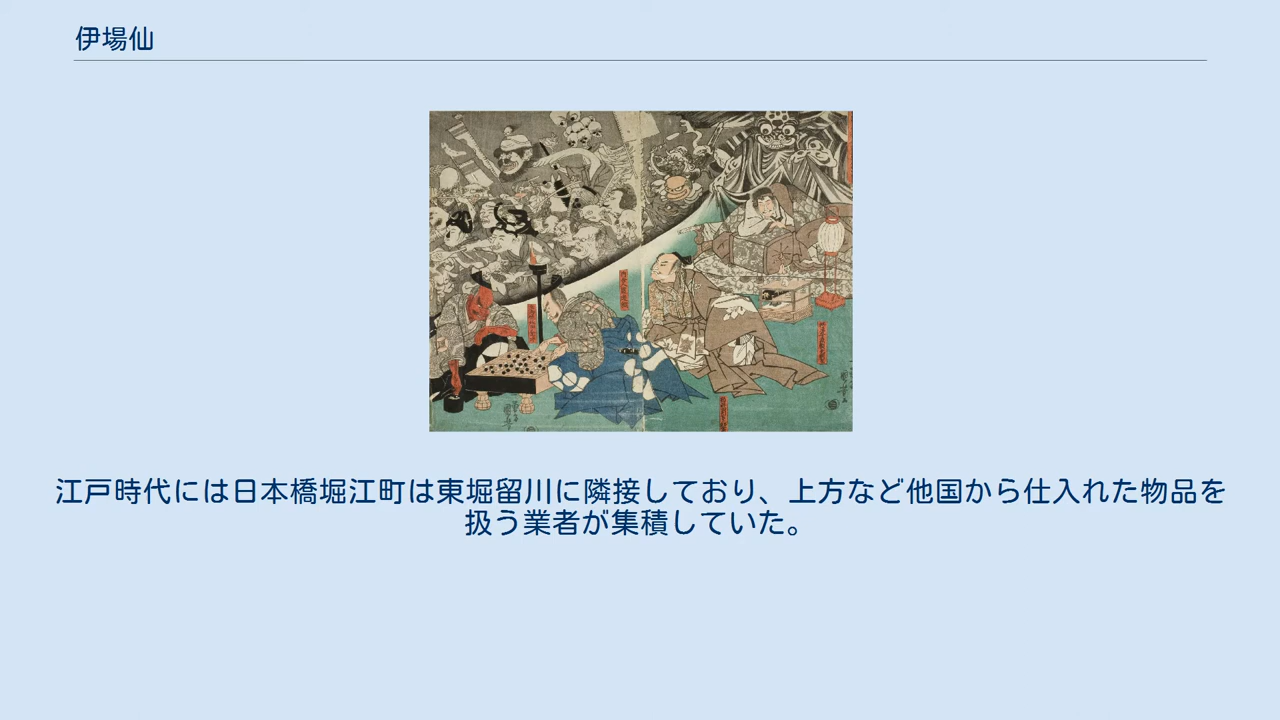 伊場仙
江戸時代には日本橋堀江町は東堀留川に隣接しており、上方など他国から仕入れた物品を
扱う業者が集積していた。